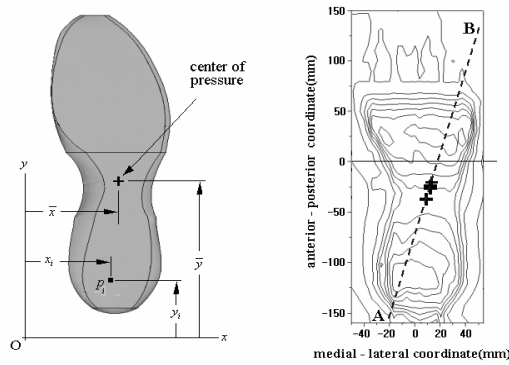 center of
pressure
y
x̄
ȳ
xᵢ
pᵢ
yᵢ
O
x
anterior - posterior coordinate(mm)
150
100
50
0
−50
−100
−150
B
A
−40 −20 0 20 40 mm
medial - lateral coordinate(mm)